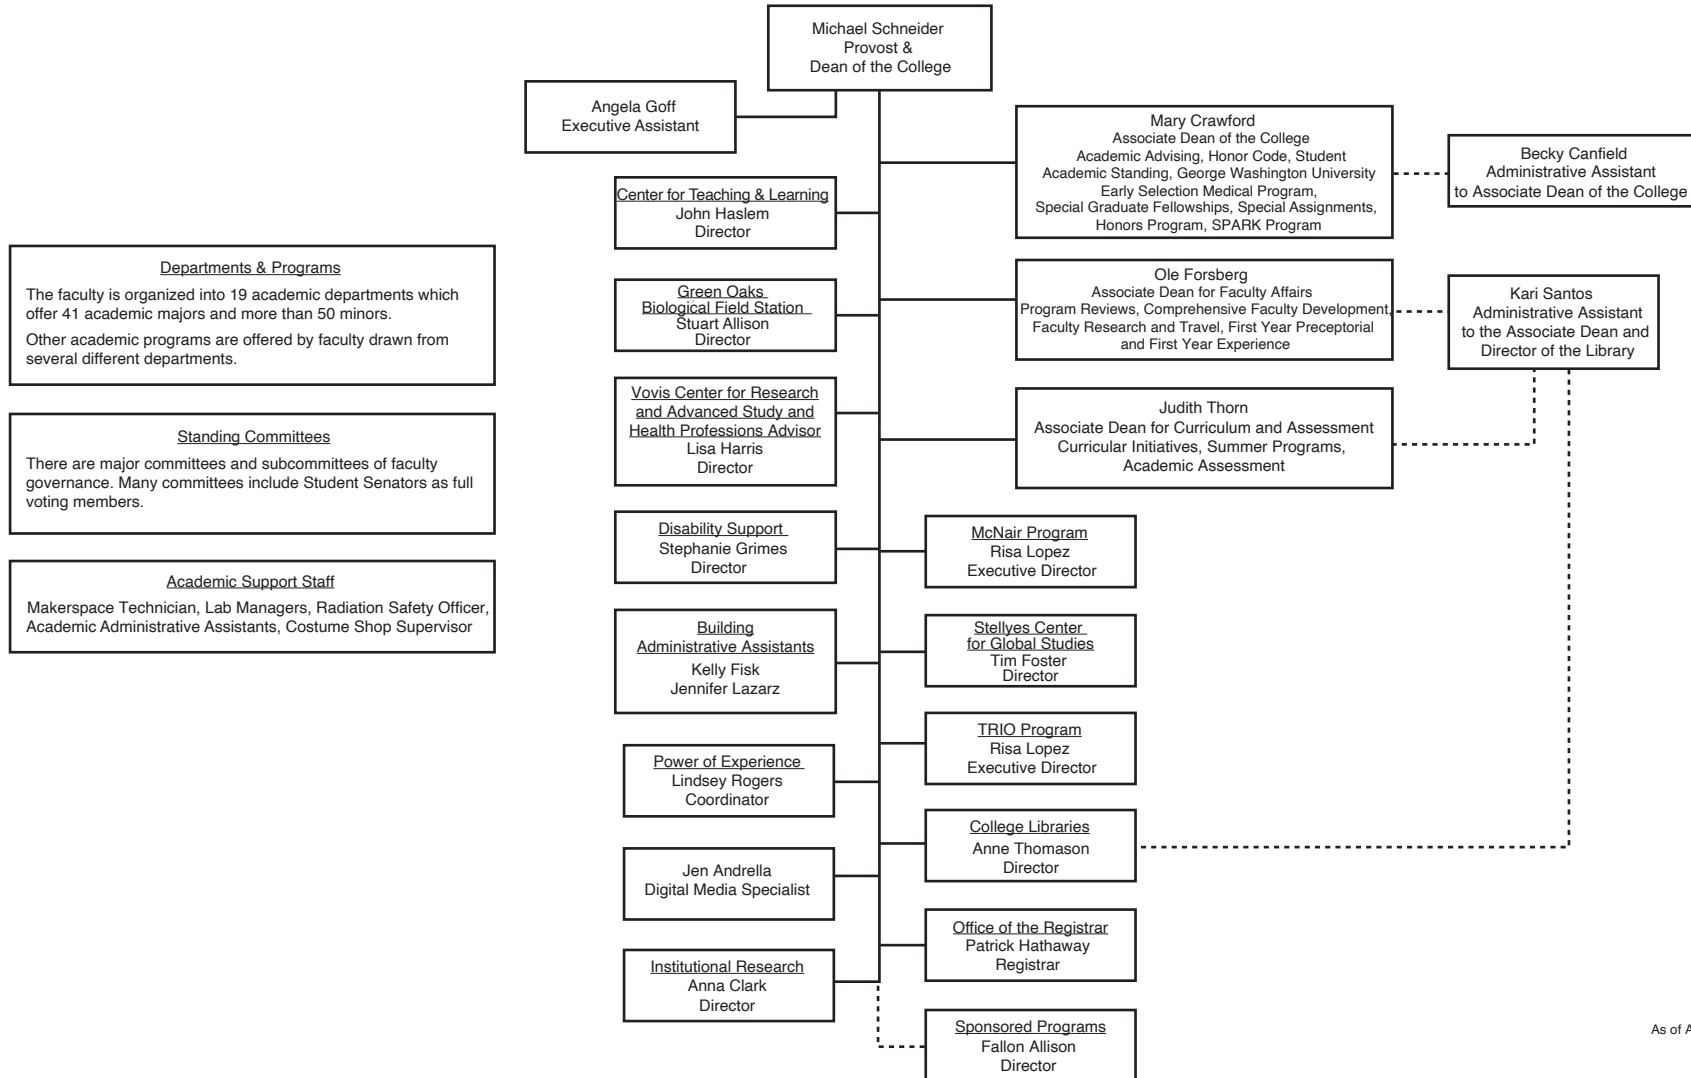 Michael Schneider
Provost &
Dean of the College
Angela Goff
Executive Assistant
Mary Crawford
Associate Dean of the College
Academic Advising, Honor Code, Student
Academic Standing, George Washington University
Early Selection Medical Program,
Special Graduate Fellowships, Special Assignments,
Honors Program, SPARK Program
Becky Canfield
Administrative Assistant
to Associate Dean of the College
Center for Teaching & Learning
John Haslem
Director
Departments & Programs
The faculty is organized into 19 academic departments which
offer 41 academic majors and more than 50 minors.
Other academic programs are offered by faculty drawn from
several different departments.
Green Oaks
Biological Field Station
Stuart Allison
Director
Ole Forsberg
Associate Dean for Faculty Affairs
Program Reviews, Comprehensive Faculty Development,
Faculty Research and Travel, First Year Preceptorial
and First Year Experience
Kari Santos
Administrative Assistant
to the Associate Dean and
Director of the Library
Standing Committees
There are major committees and subcommittees of faculty
governance. Many committees include Student Senators as full
voting members.
Vovis Center for Research
and Advanced Study and
Health Professions Advisor
Lisa Harris
Director
Judith Thorn
Associate Dean for Curriculum and Assessment
Curricular Initiatives, Summer Programs,
Academic Assessment
Academic Support Staff
Makerspace Technician, Lab Managers, Radiation Safety Officer,
Academic Administrative Assistants, Costume Shop Supervisor
Disability Support
Stephanie Grimes
Director
McNair Program
Risa Lopez
Executive Director
Building
Administrative Assistants
Kelly Fisk
Jennifer Lazarz
Stellyes Center
for Global Studies
Tim Foster
Director
Power of Experience
Lindsey Rogers
Coordinator
TRIO Program
Risa Lopez
Executive Director
Jen Andrella
Digital Media Specialist
College Libraries
Anne Thomason
Director
Institutional Research
Anna Clark
Director
Office of the Registrar
Patrick Hathaway
Registrar
Sponsored Programs
Fallon Allison
Director
As of